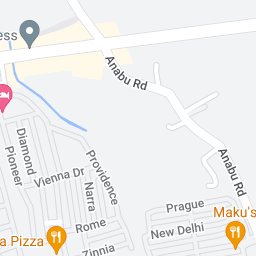 ess
Anabu Rd
Diamond
Pioneer
Vienna Dr
Narra
Providence
Anabu Rd
Prague
Maku's
New Delhi
Rome
a Pizza
Zinnia